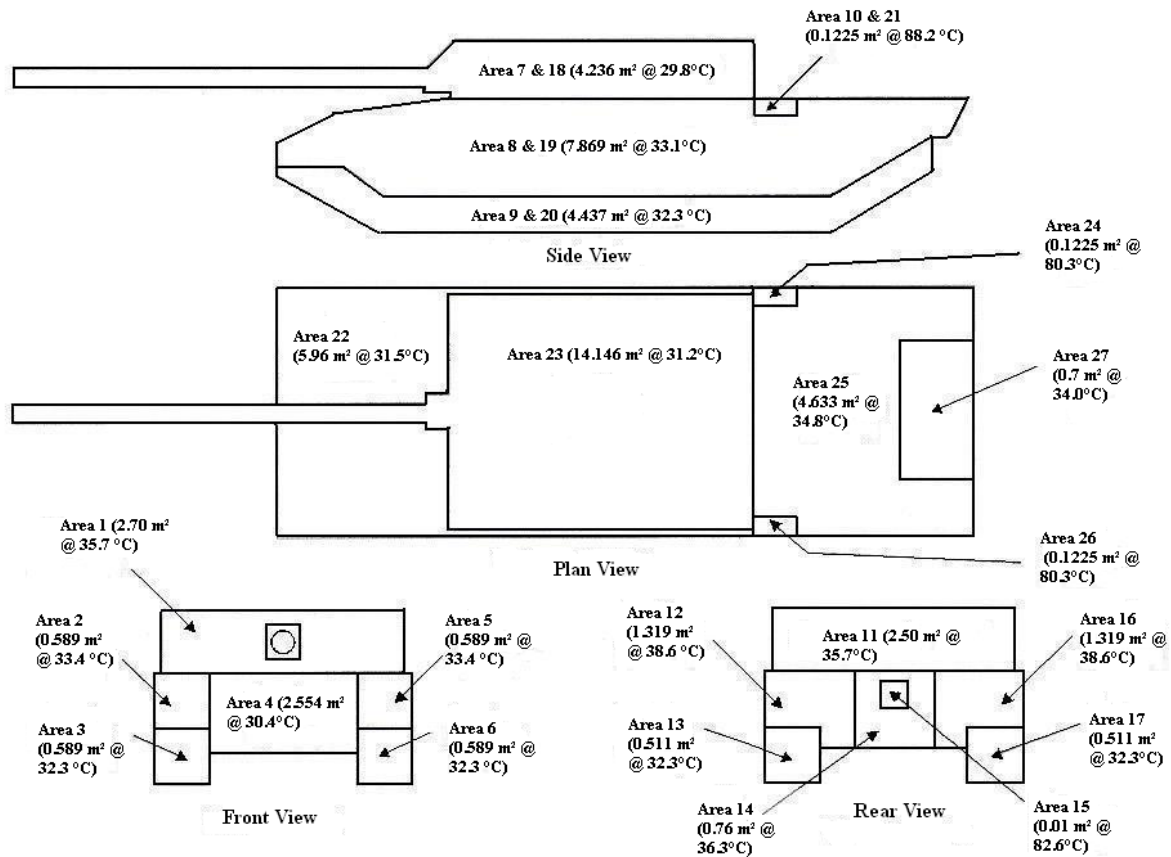 Area 10 & 21
(0.1225 m² @ 88.2 °C)
Area 7 & 18 (4.236 m² @ 29.8°C)
Area 8 & 19 (7.869 m² @ 33.1°C)
Area 9 & 20 (4.437 m² @ 32.3 °C)
Side View
Area 24
(0.1225 m² @
80.3°C)
Area 22
(5.96 m² @ 31.5°C)
Area 23 (14.146 m² @ 31.2°C)
Area 25
(4.633 m² @
34.8°C)
Area 27
(0.7 m² @
34.0°C)
Area 26
(0.1225 m² @
80.3°C)
Plan View
Area 1 (2.70 m²
@ 35.7 °C)
Area 2
(0.589 m²
@ 33.4 °C)
Area 5
(0.589 m² @
33.4 °C)
Area 4 (2.554 m²
@ 30.4°C)
Area 3
(0.589 m² @
32.3 °C)
Area 6
(0.589 m² @
32.3°C)
Front View
Area 12
(1.319 m²
@ 38.6 °C)
Area 11 (2.50 m² @
35.7°C)
Area 16
(1.319 m² @
38.6°C)
Area 13
(0.511 m²
@ 32.3°C)
Area 17
(0.511 m²
@ 32.3°C)
Area 14
(0.76 m² @
36.3°C)
Rear View
Area 15
(0.01 m² @
82.6°C)